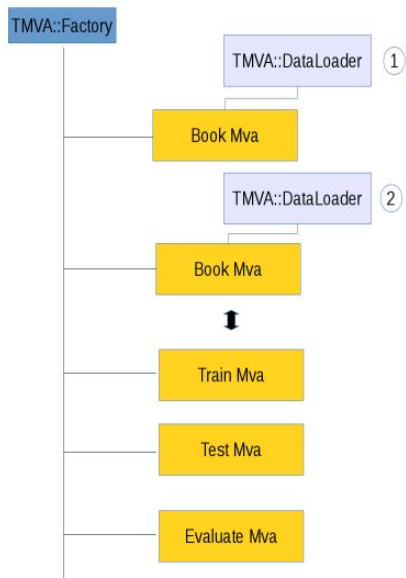 TMVA::Factory
TMVA::DataLoader 1
Book Mva
TMVA::DataLoader 2
Book Mva
Train Mva
Test Mva
Evaluate Mva